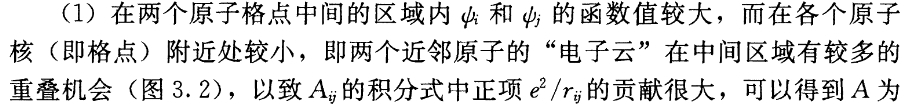 （1）在两个原子格点中间的区域内 ψi 和 ψj 的函数值较大，而在各个原子
核（即格点）附近处较小，即两个近邻原子的“电子云”在中间区域有较多的
重叠机会（图 3.2），以致 Aij 的积分式中正项 e²/rij 的贡献很大，可以得到 A 为